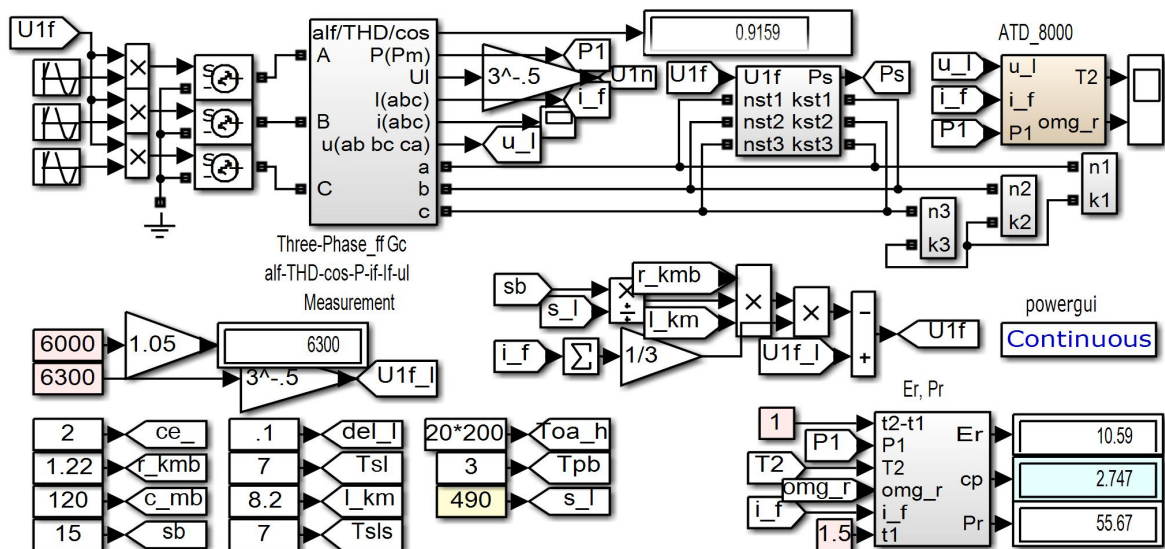 U1f
alf/THD/cos
P(Pm)
UI
I(abc)
i(abc)
u(ab bc ca)
A
B
C
a
b
c
Three-Phase_ff Gc
alf-THD-cos-P-if-If-ul
Measurement
0.9159
P1
3^-.5
U1n
i_f
u_l
U1f
U1f Ps
nst1 kst1
nst2 kst2
nst3 kst3
Ps
ATD_8000
u_l
i_f
P1
u_l T2
i_f
P1 omg_r
n1
k1
n2
k2
n3
k3
sb
s_l
r_kmb
l_km
i_f
Σ
1/3
U1f_l
U1f
powergui
Continuous
6000
1.05
6300
6300
3^-.5
U1f_l
2 ce_
1.22 r_kmb
120 c_mb
15 sb
.1 del_l
7 Tsl
8.2 l_km
7 Tsls
20*200 Toa_h
3 Tpb
490 s_l
Er, Pr
1
P1
T2
omg_r
i_f
1.5
t2-t1
P1
T2
omg_r
i_f
t1
Er
cp
Pr
10.59
2.747
55.67